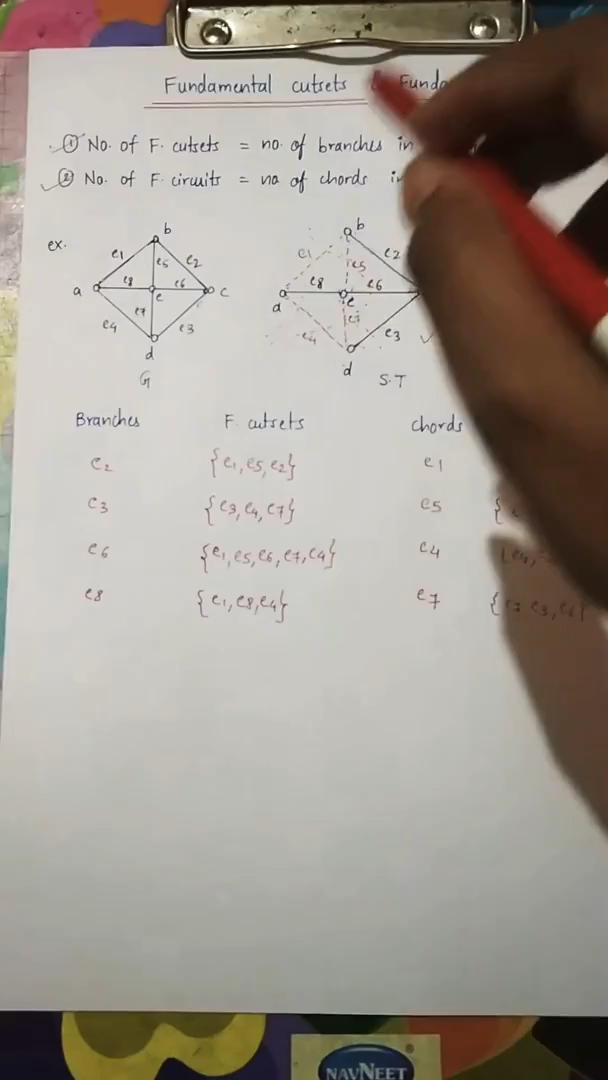 Fundamental cutsets & Funda
① No. of F. cutsets = no. of branches in
② No. of F. circuits = no of chords in
ex.
b
e1 e5 e2
a e8 e6 e c
e4 e7 e3
d
G
b
e1 e5 e2
a e8 e6 e
e4 e7 e3
d
S.T
Branches F. cutsets chords
e2 {e1, e5, e2} e1
e3 {e3, e4, e7} e5 {
e6 {e1, e5, e6, e7, e4} e4
e8 {e1, e8, e4} e7 {
NAVNEET